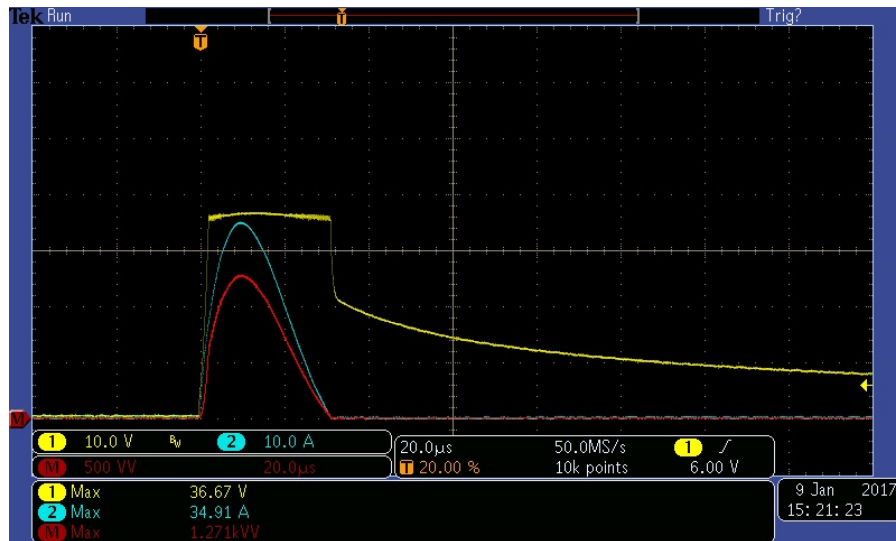 Tek Run Trig?
T
T
M
1 10.0 V BW 2 10.0 A
M 500 VV 20.0µs
20.0µs 50.0MS/s 1 6.00 V
T 20.00 % 10k points
1 Max 36.67 V
2 Max 34.91 A
M Max 1.271kVV
9 Jan 2017
15:21:23